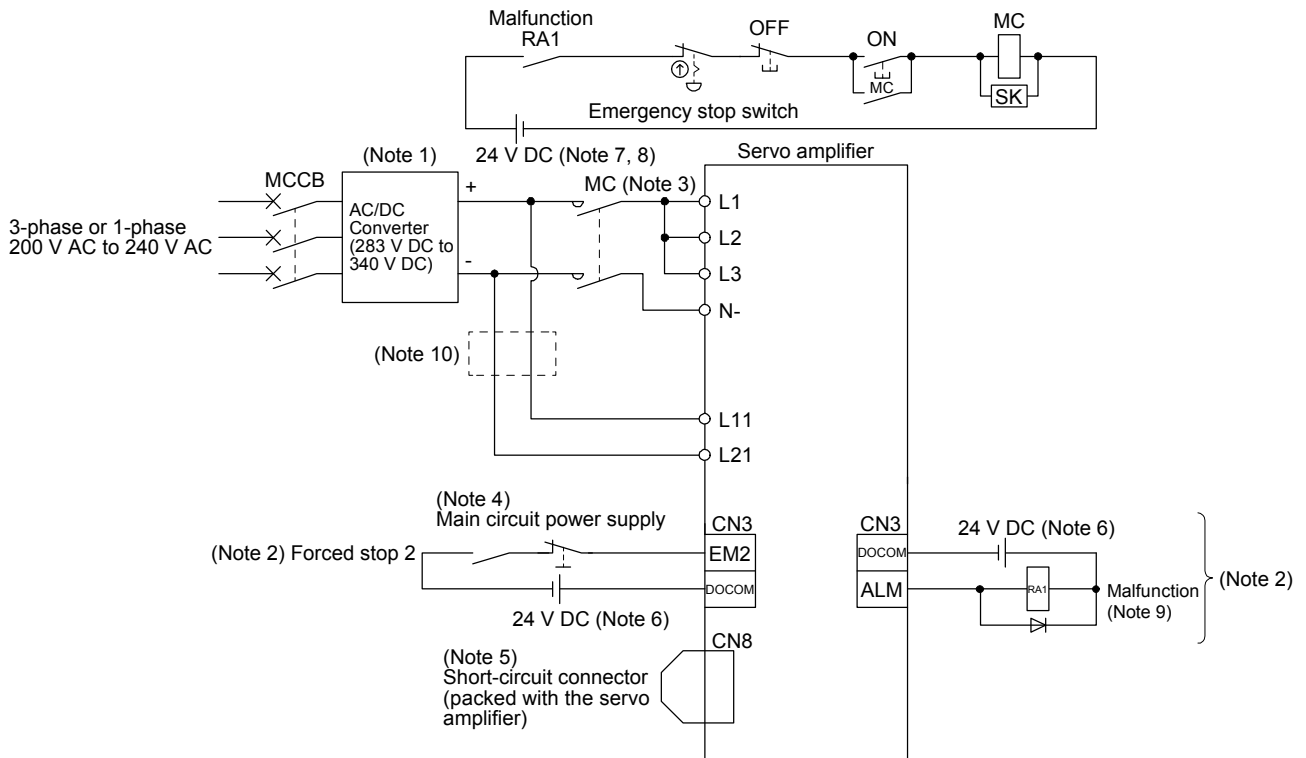 Malfunction
RA1
OFF
ON
MC
MC
SK
Emergency stop switch
24 V DC (Note 7, 8)
Servo amplifier
(Note 1)
MCCB
+
MC (Note 3)
3-phase or 1-phase
200 V AC to 240 V AC
AC/DC
Converter
(283 V DC to
340 V DC)
-
L1
L2
L3
N-
(Note 10)
L11
L21
(Note 4)
Main circuit power supply
(Note 2) Forced stop 2
24 V DC (Note 6)
CN3
EM2
DOCOM
CN3
DOCOM
ALM
24 V DC (Note 6)
RA1
Malfunction
(Note 9)
(Note 2)
CN8
(Note 5)
Short-circuit connector
(packed with the servo
amplifier)